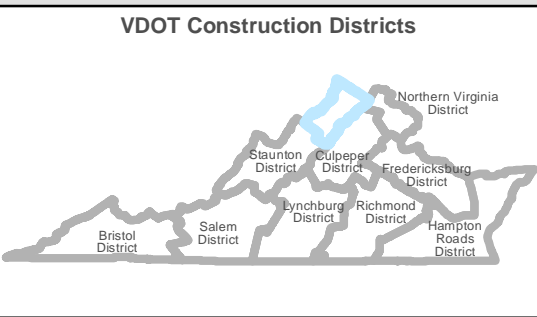 VDOT Construction Districts
Northern Virginia
District
Staunton
District
Culpeper
District
Fredericksburg
District
Lynchburg
District
Richmond
District
Salem
District
Bristol
District
Hampton
Roads
District